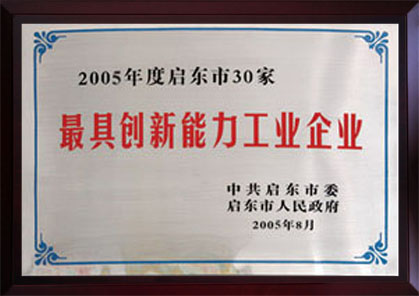 2005年度启东市30家
最具创新能力工业企业
中共启东市委
启东市人民政府
2005年8月